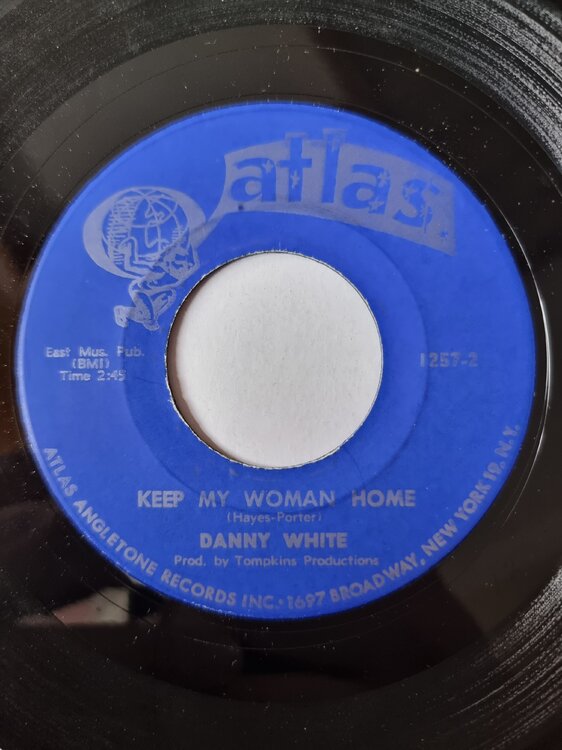 atlas
East Mus. Pub.
(BMI)
Time 2:45
1257-2
KEEP MY WOMAN HOME
(Hayes-Porter)
DANNY WHITE
Prod. by Tompkins Productions
ATLAS ANGLETONE RECORDS INC. • 1697 BROADWAY, NEW YORK 19, N.Y.